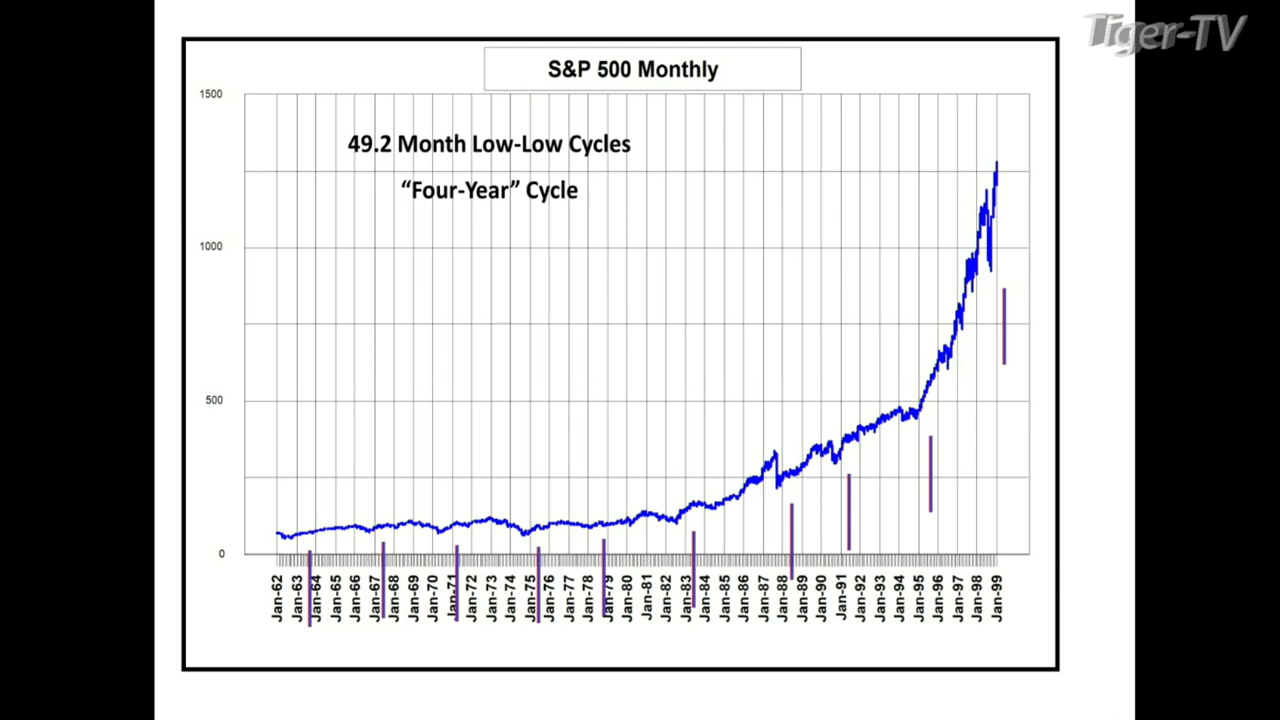 Tiger-TV
S&P 500 Monthly
49.2 Month Low-Low Cycles
“Four-Year” Cycle
1500
1000
500
0
Jan-62
Jan-63
Jan-64
Jan-65
Jan-66
Jan-67
Jan-68
Jan-69
Jan-70
Jan-71
Jan-72
Jan-73
Jan-74
Jan-75
Jan-76
Jan-77
Jan-78
Jan-79
Jan-80
Jan-81
Jan-82
Jan-83
Jan-84
Jan-85
Jan-86
Jan-87
Jan-88
Jan-89
Jan-90
Jan-91
Jan-92
Jan-93
Jan-94
Jan-95
Jan-96
Jan-97
Jan-98
Jan-99